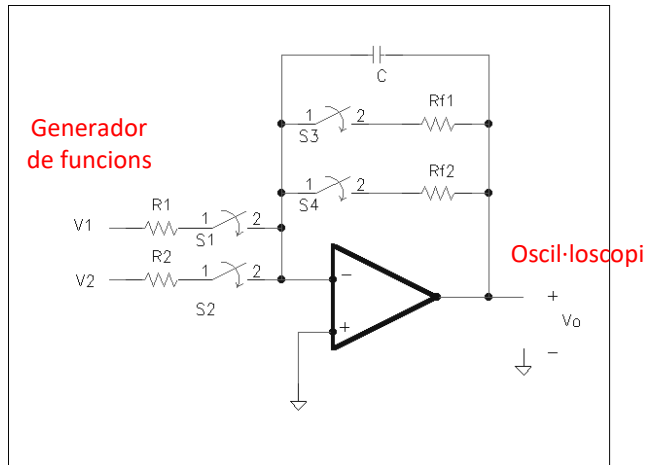 C
Rf1
1 2
S3
Generador
de funcions
Rf2
1 2
S4
R1
V1
1 2
S1
R2
V2
1 2
S2
Oscil·loscopi
−
+
+
Vo
−